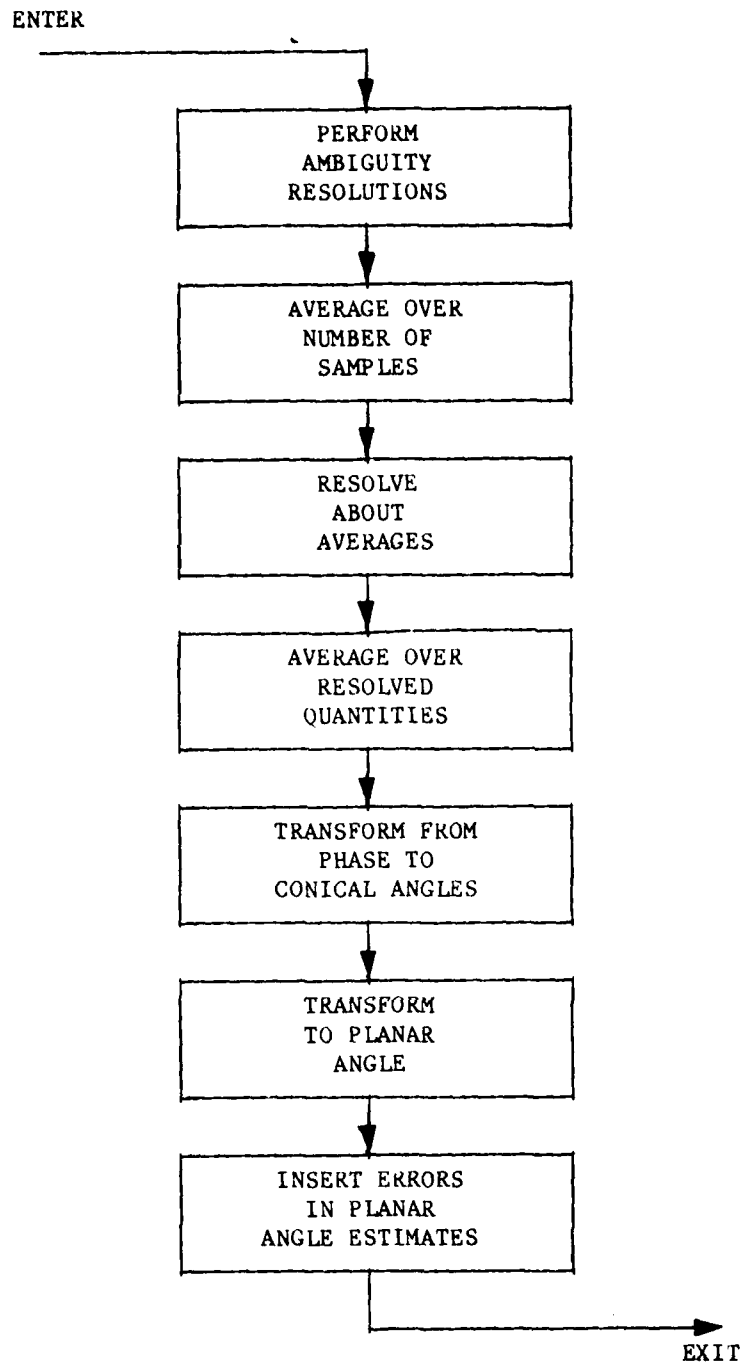 ENTER
PERFORM
AMBIGUITY
RESOLUTIONS
AVERAGE OVER
NUMBER OF
SAMPLES
RESOLVE
ABOUT
AVERAGES
AVERAGE OVER
RESOLVED
QUANTITIES
TRANSFORM FROM
PHASE TO
CONICAL ANGLES
TRANSFORM
TO PLANAR
ANGLE
INSERT ERRORS
IN PLANAR
ANGLE ESTIMATES
EXIT